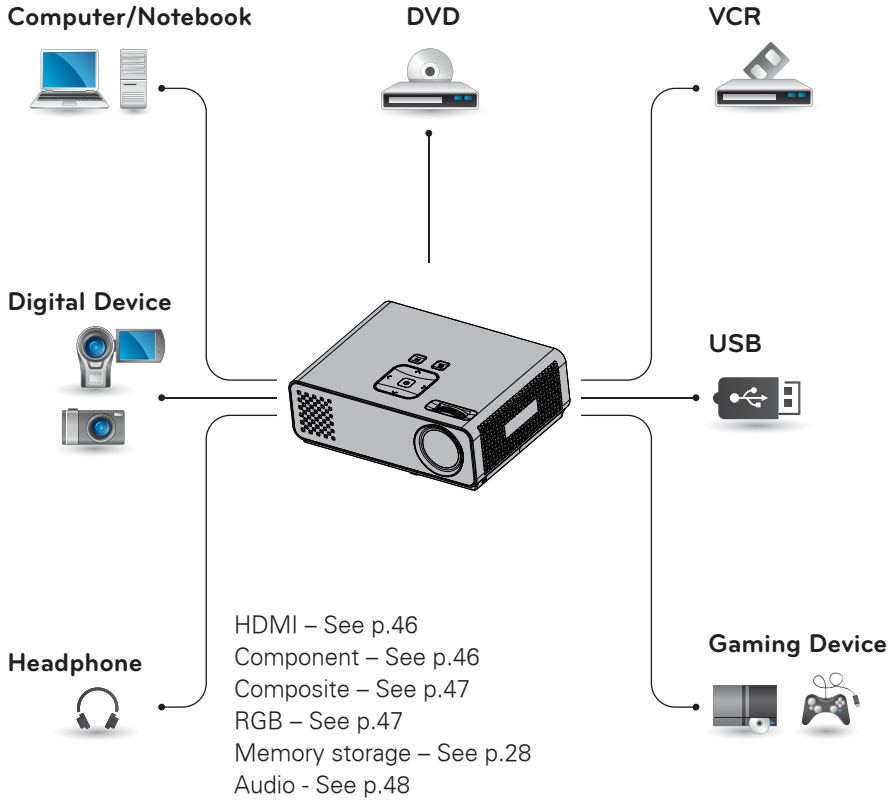 Computer/Notebook
DVD
VCR
Digital Device
USB
HDMI – See p.46
Component – See p.46
Composite – See p.47
RGB – See p.47
Memory storage – See p.28
Audio - See p.48
Headphone
Gaming Device